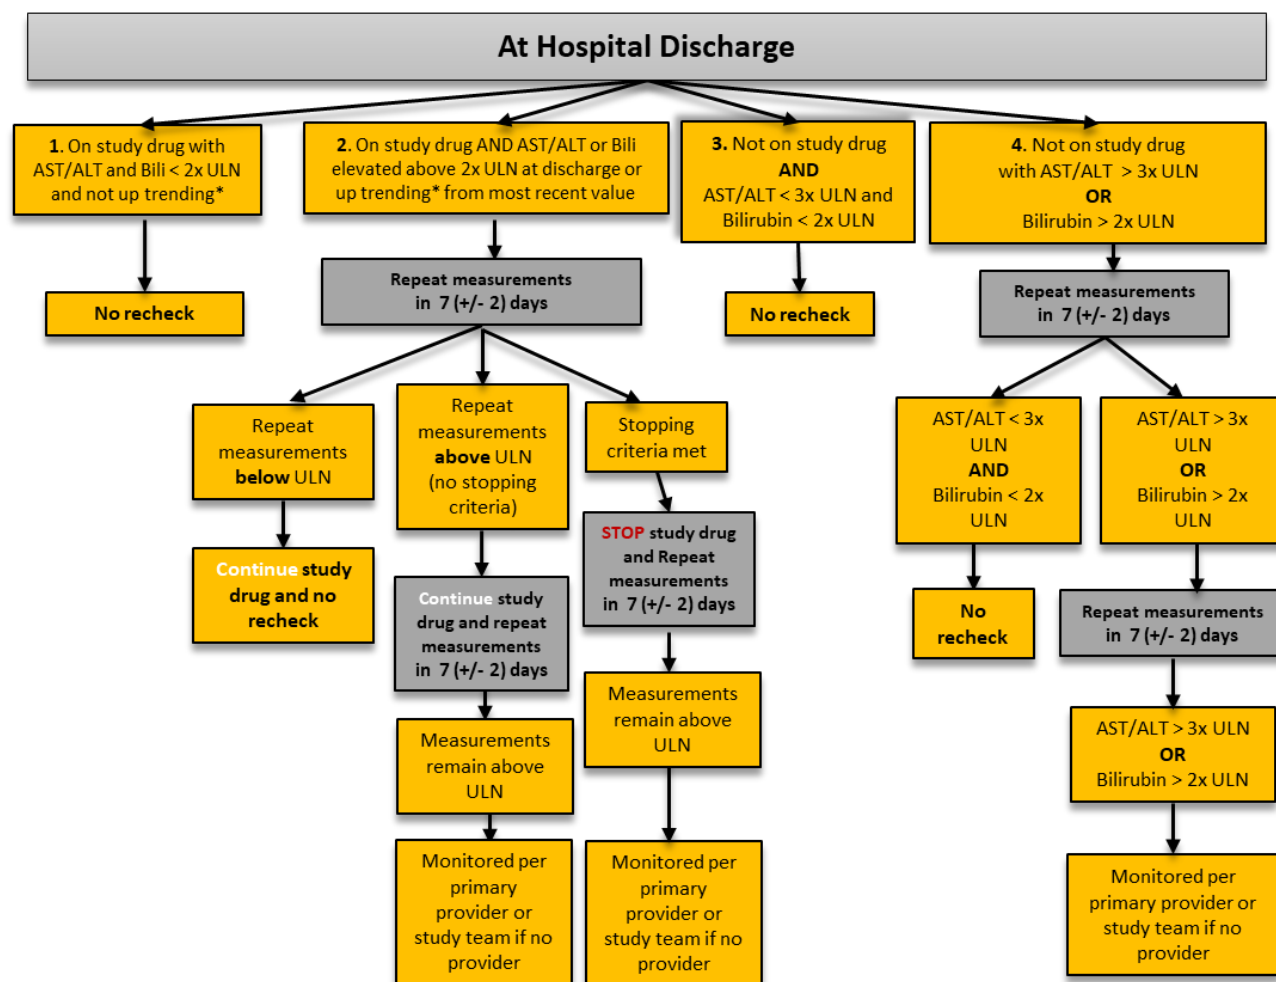 At Hospital Discharge
1. On study drug with
AST/ALT and Bili < 2x ULN
and not up trending*
2. On study drug AND AST/ALT or Bili
elevated above 2x ULN at discharge or
up trending* from most recent value
3. Not on study drug
AND
AST/ALT < 3x ULN and
Bilirubin < 2x ULN
4. Not on study drug
with AST/ALT > 3x ULN
OR
Bilirubin > 2x ULN
No recheck
Repeat measurements
in 7 (+/- 2) days
No recheck
Repeat measurements
in 7 (+/- 2) days
Repeat
measurements
below ULN
Repeat
measurements
above ULN
(no stopping
criteria)
Stopping
criteria met
AST/ALT < 3x
ULN
AND
Bilirubin < 2x
ULN
AST/ALT > 3x
ULN
OR
Bilirubin > 2x
ULN
Continue study
drug and no
recheck
Continue study
drug and repeat
measurements
in 7 (+/- 2) days
STOP study drug
and Repeat
measurements
in 7 (+/- 2) days
No
recheck
Repeat measurements
in 7 (+/- 2) days
Measurements
remain above
ULN
Measurements
remain above
ULN
AST/ALT > 3x ULN
OR
Bilirubin > 2x ULN
Monitored per
primary
provider or
study team if no
provider
Monitored per
primary
provider or
study team if no
provider
Monitored per
primary provider or
study team if no
provider